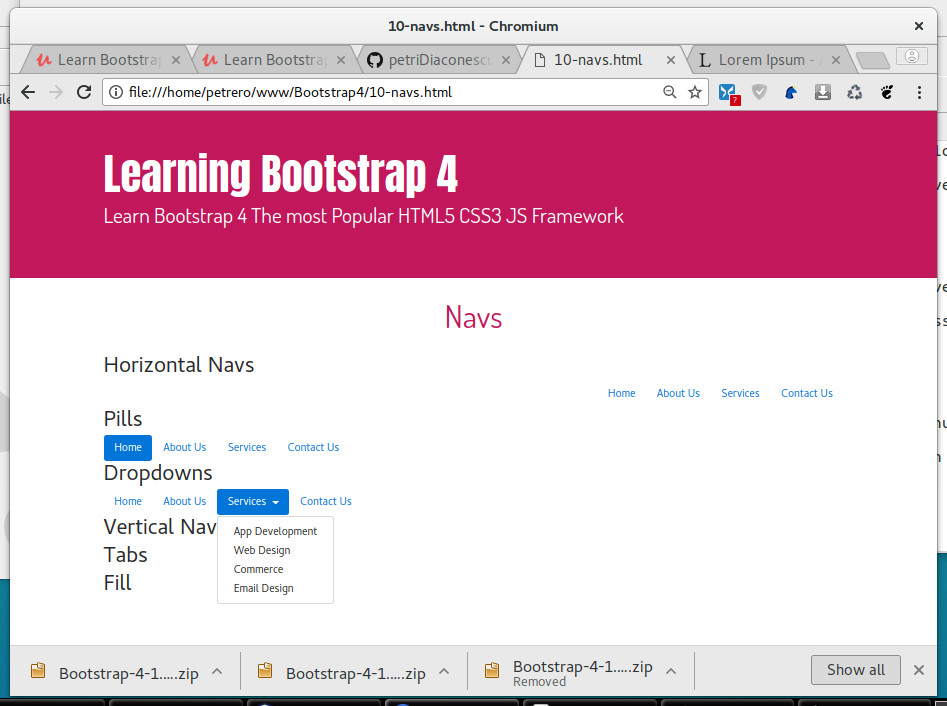 10-navs.html - Chromium
Learn Bootstra
Learn Bootstra
petriDiaconesc
10-navs.html
Lorem Ipsum -
file:///home/petrero/www/Bootstrap4/10-navs.html
Learning Bootstrap 4
Learn Bootstrap 4 The most Popular HTML5 CSS3 JS Framework
Navs
Horizontal Navs
Home About Us Services Contact Us
Pills
Home About Us Services Contact Us
Dropdowns
Home About Us Services Contact Us
Vertical Nav
App Development
Web Design
Tabs
Commerce
Fill
Email Design
Bootstrap-4-1.....zip
Bootstrap-4-1.....zip
Bootstrap-4-1.....zip
Removed
Show all